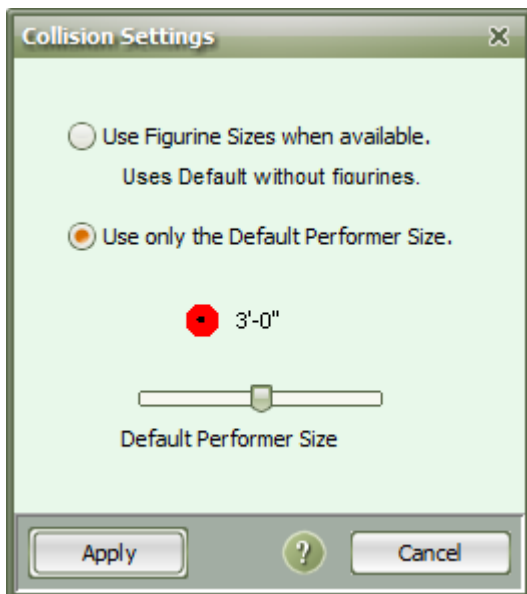 Collision Settings
Use Figurine Sizes when available.
Uses Default without figurines.
Use only the Default Performer Size.
3'-0"
Default Performer Size
Apply
?
Cancel